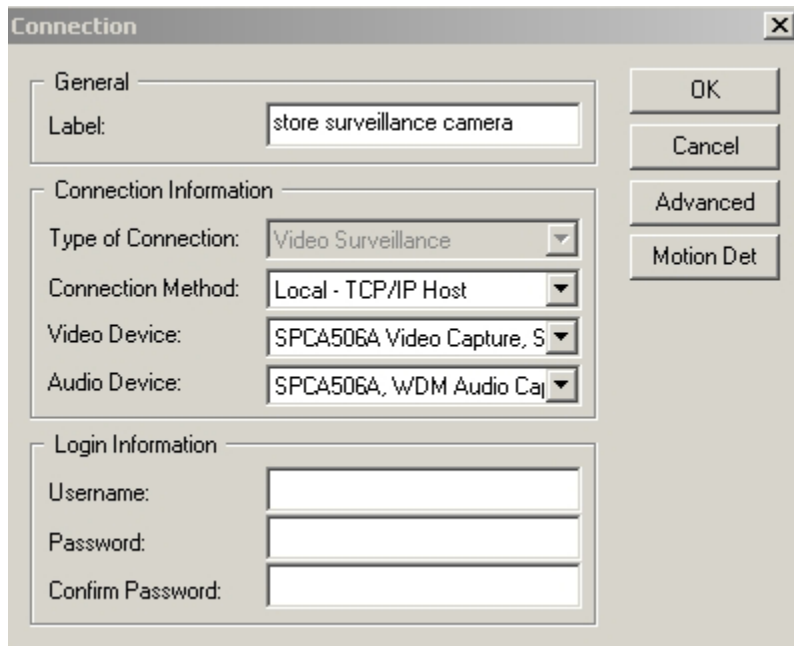 Connection
General
Label: store surveillance camera
OK
Cancel
Advanced
Motion Det
Connection Information
Type of Connection: Video Surveillance
Connection Method: Local - TCP/IP Host
Video Device: SPCA506A Video Capture, S
Audio Device: SPCA506A, WDM Audio Cap
Login Information
Username:
Password:
Confirm Password: